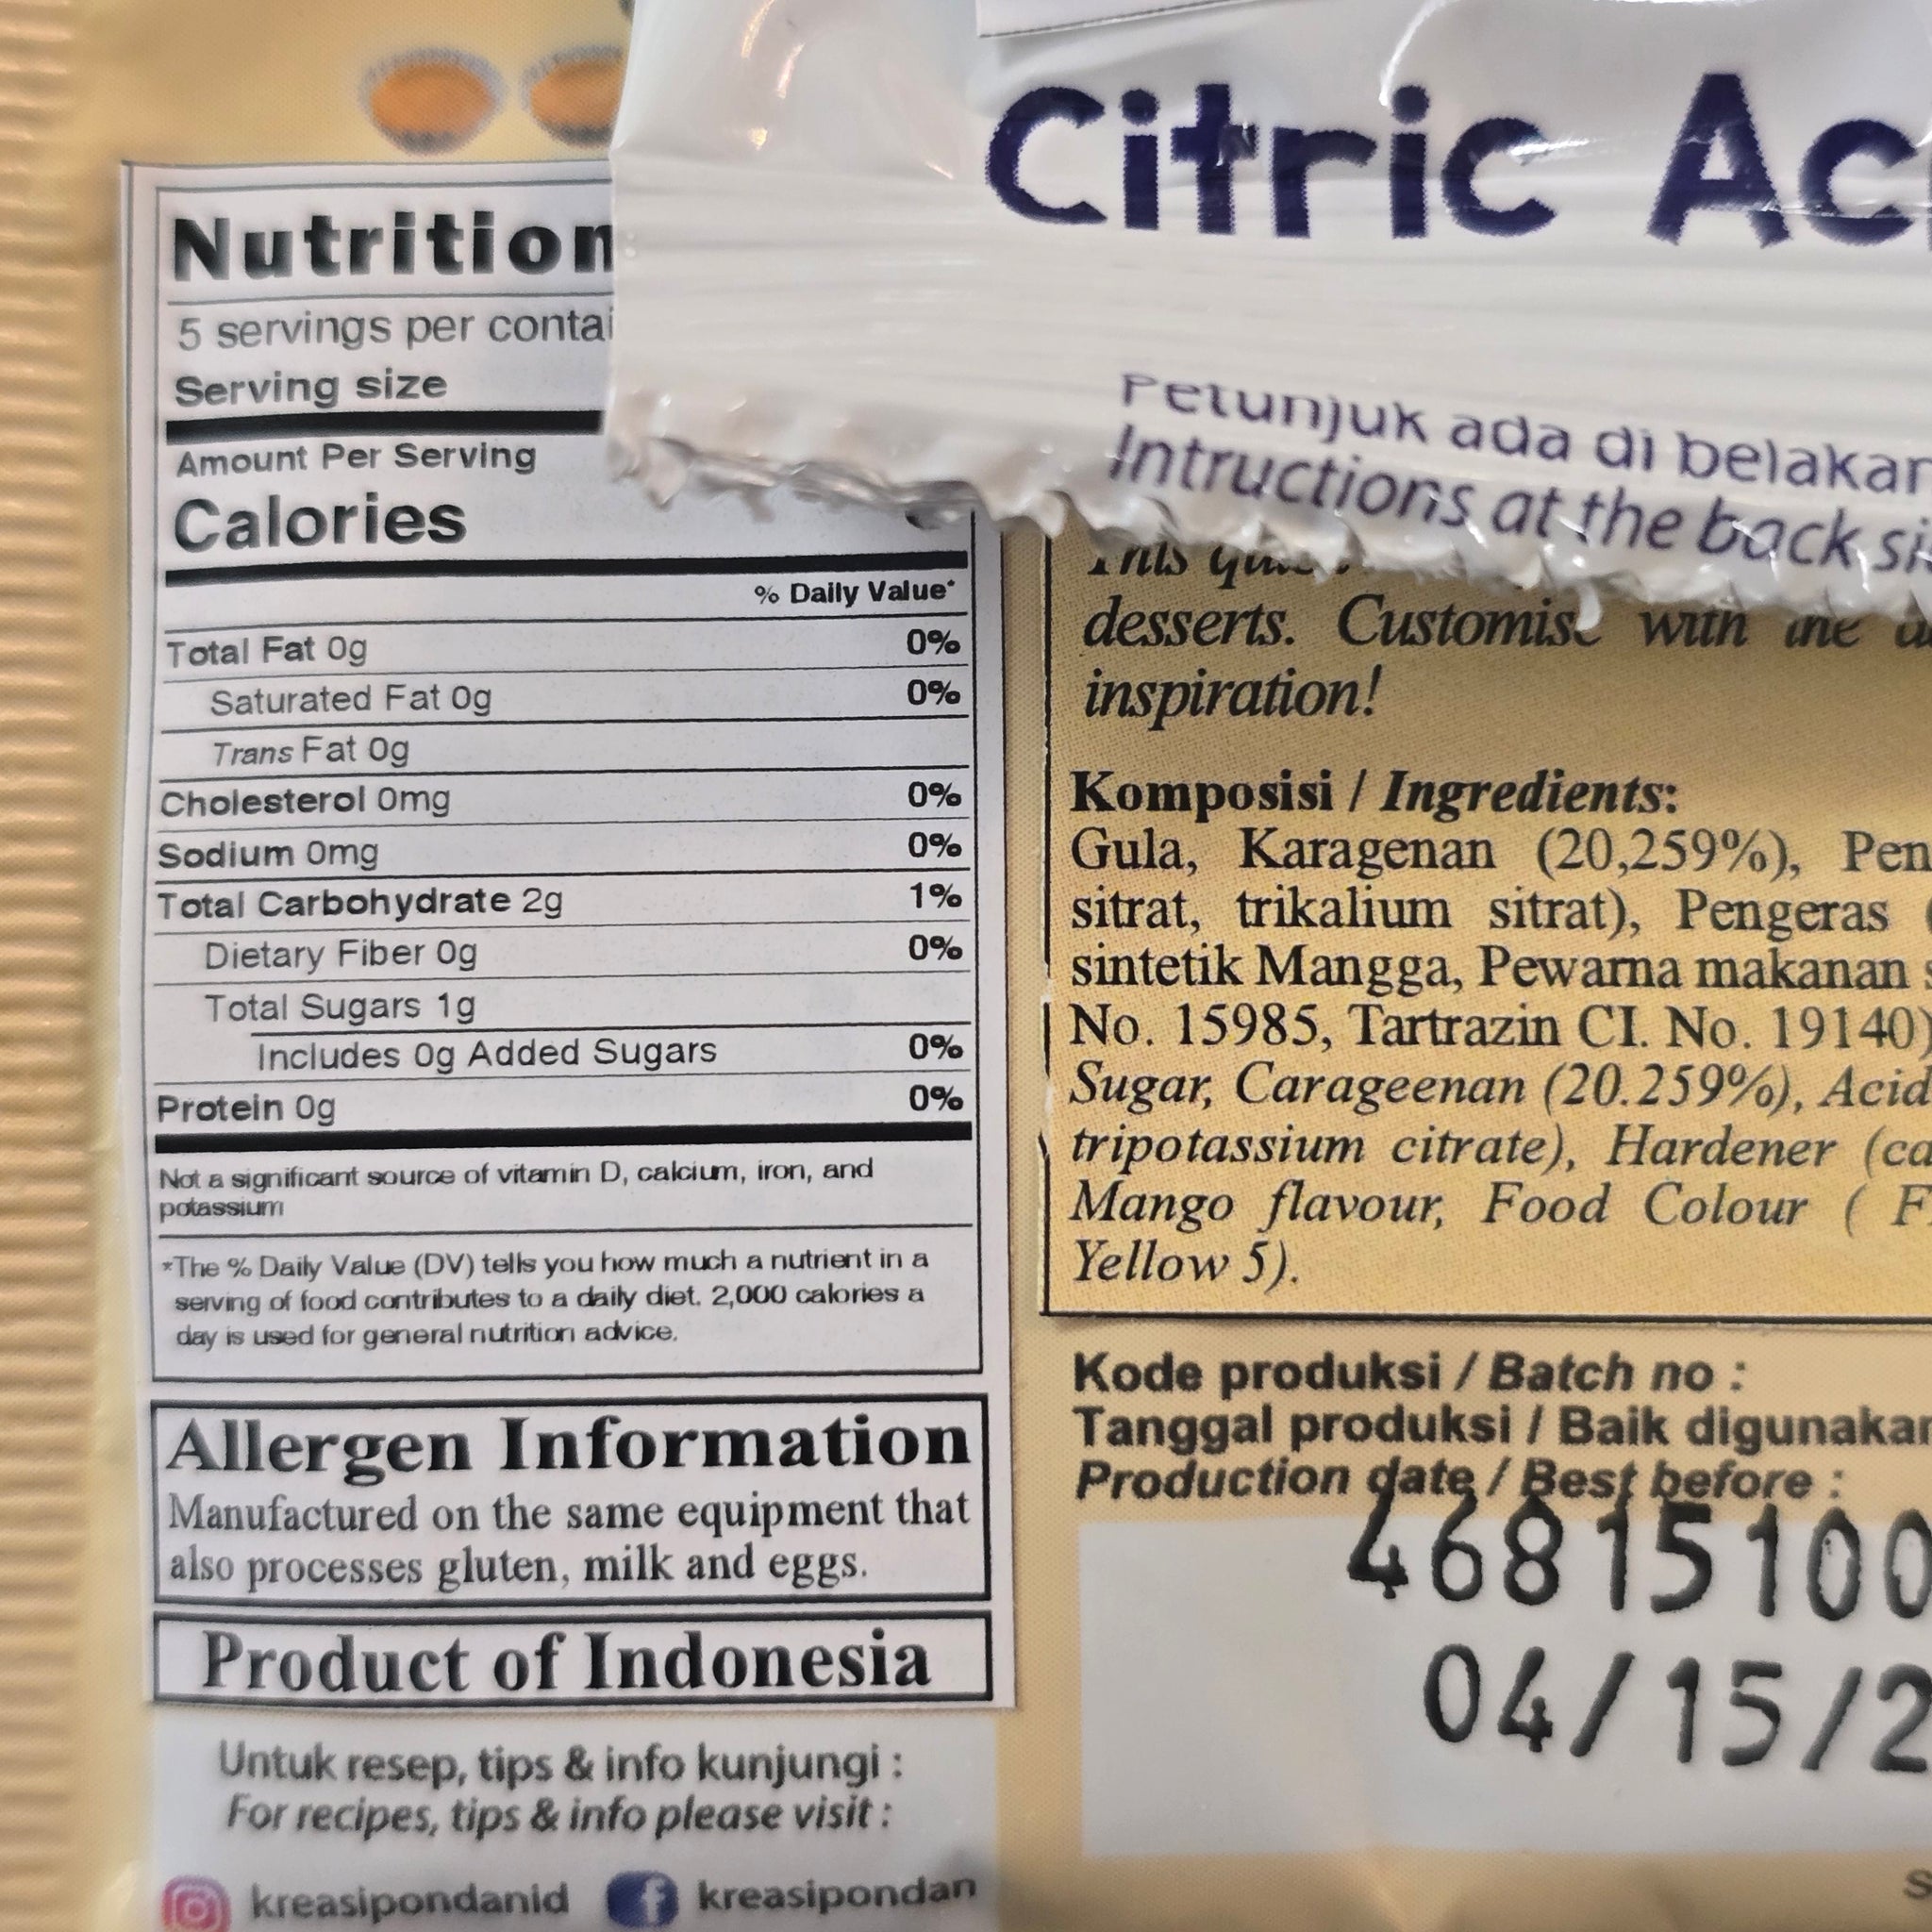 Citric
Petunjuk ada di
Intructions at the back
Nutrition
5 servings per
Serving size
Amount Per Serving
Calories
% Daily Value*
Total Fat 0g 0%
Saturated Fat 0g 0%
Trans Fat 0g
Cholesterol 0mg 0%
Sodium 0mg 0%
Total Carbohydrate 2g 1%
Dietary Fiber 0g 0%
Total Sugars 1g
Includes 0g Added Sugars 0%
Protein 0g 0%
Not a significant source of vitamin D, calcium, iron, and
potassium
*The % Daily Value (DV) tells you how much a nutrient in a
serving of food contributes to a daily diet. 2,000 calories a
day is used for general nutrition advice.
Allergen Information
Manufactured on the same equipment that
also processes gluten, milk and eggs.
Product of Indonesia
Untuk resep, tips & info kunjungi :
For recipes, tips & info please visit :
kreasipondanid kreasipondan
This
desserts. Customise with the
inspiration!
Komposisi / Ingredients:
Gula, Karagenan (20,259%),
sitrat, trikalium sitrat), Pengeras (
sintetik Mangga, Pewarna makanan
No. 15985, Tartrazin CI. No. 19140)
Sugar, Carageenan (20.259%), Acid
tripotassium citrate), Hardener
Mango flavour, Food Colour (
Yellow 5).
Kode produksi / Batch no :
Tanggal produksi / Baik
Production date / Best before :
46815100
04/15/2